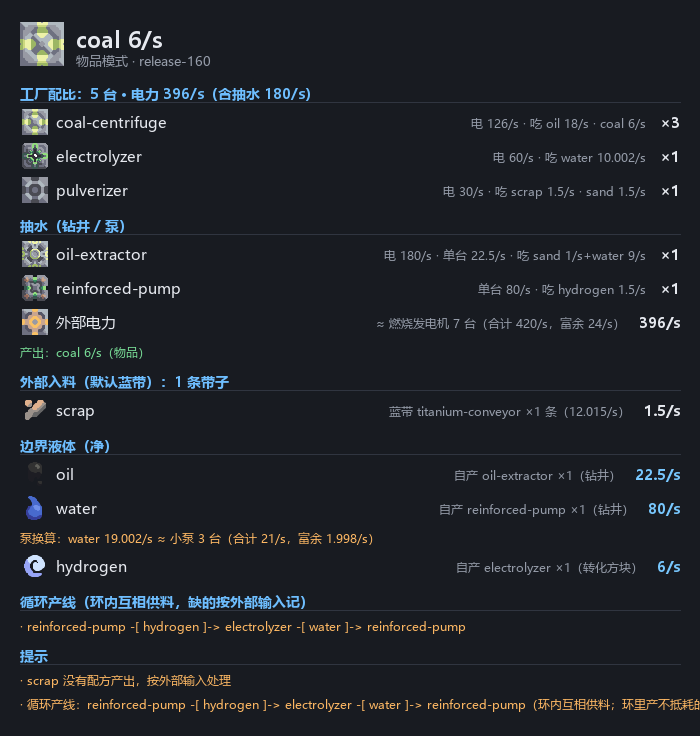 coal 6/s
物品模式 · release-160
工厂配比：5 台 • 电力 396/s（含抽水 180/s）
coal-centrifuge 电 126/s · 吃 oil 18/s · coal 6/s ×3
electrolyzer 电 60/s · 吃 water 10.002/s ×1
pulverizer 电 30/s · 吃 scrap 1.5/s · sand 1.5/s ×1
抽水（钻井 / 泵）
oil-extractor 电 180/s · 单台 22.5/s · 吃 sand 1/s+water 9/s ×1
reinforced-pump 单台 80/s · 吃 hydrogen 1.5/s ×1
外部电力 ≈ 燃烧发电机 7 台（合计 420/s，富余 24/s） 396/s
产出：coal 6/s（物品）
外部入料（默认蓝带）：1 条带子
scrap 蓝带 titanium-conveyor ×1 条（12.015/s） 1.5/s
边界液体（净）
oil 自产 oil-extractor ×1（钻井） 22.5/s
water 自产 reinforced-pump ×1（钻井） 80/s
泵换算：water 19.002/s ≈ 小泵 3 台（合计 21/s，富余 1.998/s）
hydrogen 自产 electrolyzer ×1（转化方块） 6/s
循环产线（环内互相供料，缺的按外部输入记）
· reinforced-pump -[ hydrogen ]-> electrolyzer -[ water ]-> reinforced-pump
提示
· scrap 没有配方产出，按外部输入处理
· 循环产线：reinforced-pump -[ hydrogen ]-> electrolyzer -[ water ]-> reinforced-pump（环内互相供料；环里产不抵耗的